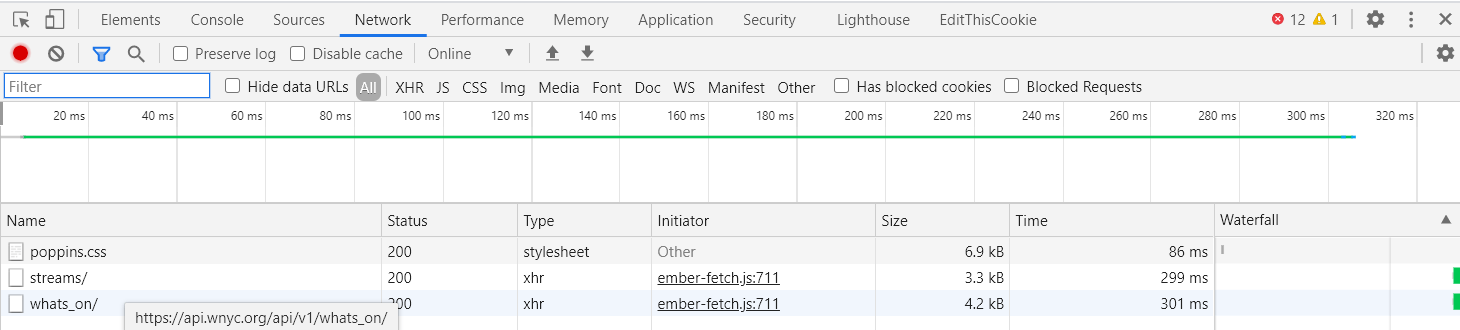 Elements Console Sources Network Performance Memory Application Security Lighthouse EditThisCookie 12 1
Preserve log Disable cache Online
Filter Hide data URLs All XHR JS CSS Img Media Font Doc WS Manifest Other Has blocked cookies Blocked Requests
20 ms 40 ms 60 ms 80 ms 100 ms 120 ms 140 ms 160 ms 180 ms 200 ms 220 ms 240 ms 260 ms 280 ms 300 ms 320 ms
Name Status Type Initiator Size Time Waterfall
poppins.css 200 stylesheet Other 6.9 kB 86 ms
streams/ 200 xhr ember-fetch.js:711 3.3 kB 299 ms
whats_on/ 200 xhr ember-fetch.js:711 4.2 kB 301 ms
https://api.wnyc.org/api/v1/whats_on/